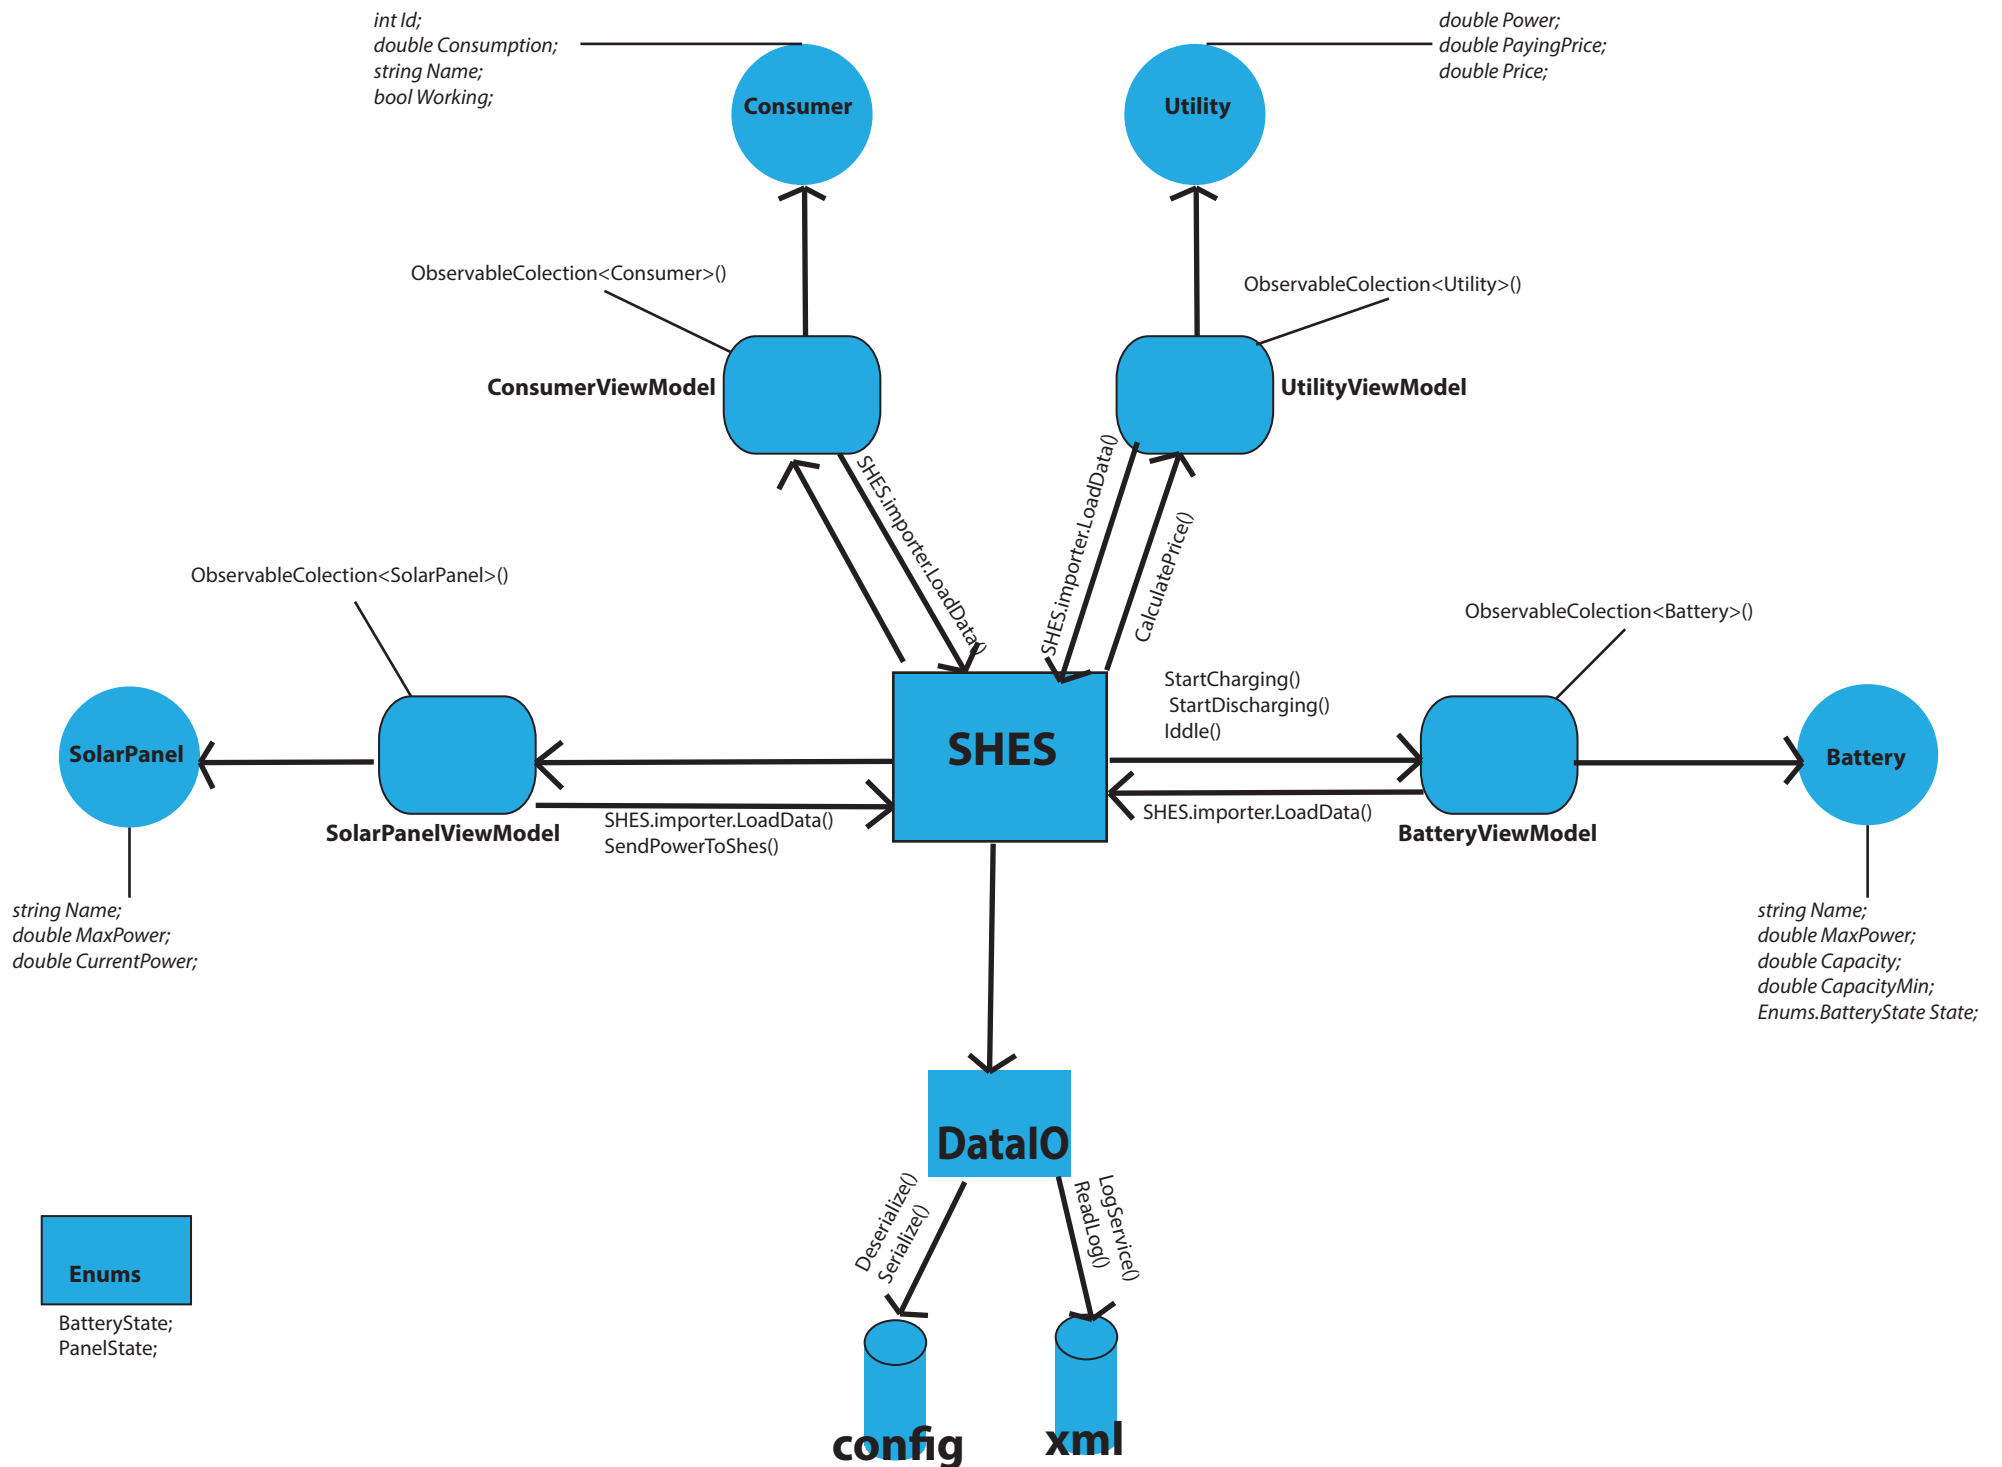 int Id;
double Consumption;
string Name;
bool Working;
double Power;
double PayingPrice;
double Price;
Consumer
Utility
ObservableColection<Consumer>()
ObservableColection<Utility>()
ConsumerViewModel
UtilityViewModel
SHES.importer.LoadData()
SHES.importer.LoadData()
CalculatePrice()
ObservableColection<SolarPanel>()
ObservableColection<Battery>()
StartCharging()
StartDischarging()
Iddle()
SolarPanel
SHES
Battery
SHES.importer.LoadData()
SendPowerToShes()
SHES.importer.LoadData()
SolarPanelViewModel
BatteryViewModel
string Name;
double MaxPower;
double CurrentPower;
string Name;
double MaxPower;
double Capacity;
double CapacityMin;
Enums.BatteryState State;
DataIO
Deserialize()
Serialize()
LogService()
ReadLog()
Enums
BatteryState;
PanelState;
config
xml